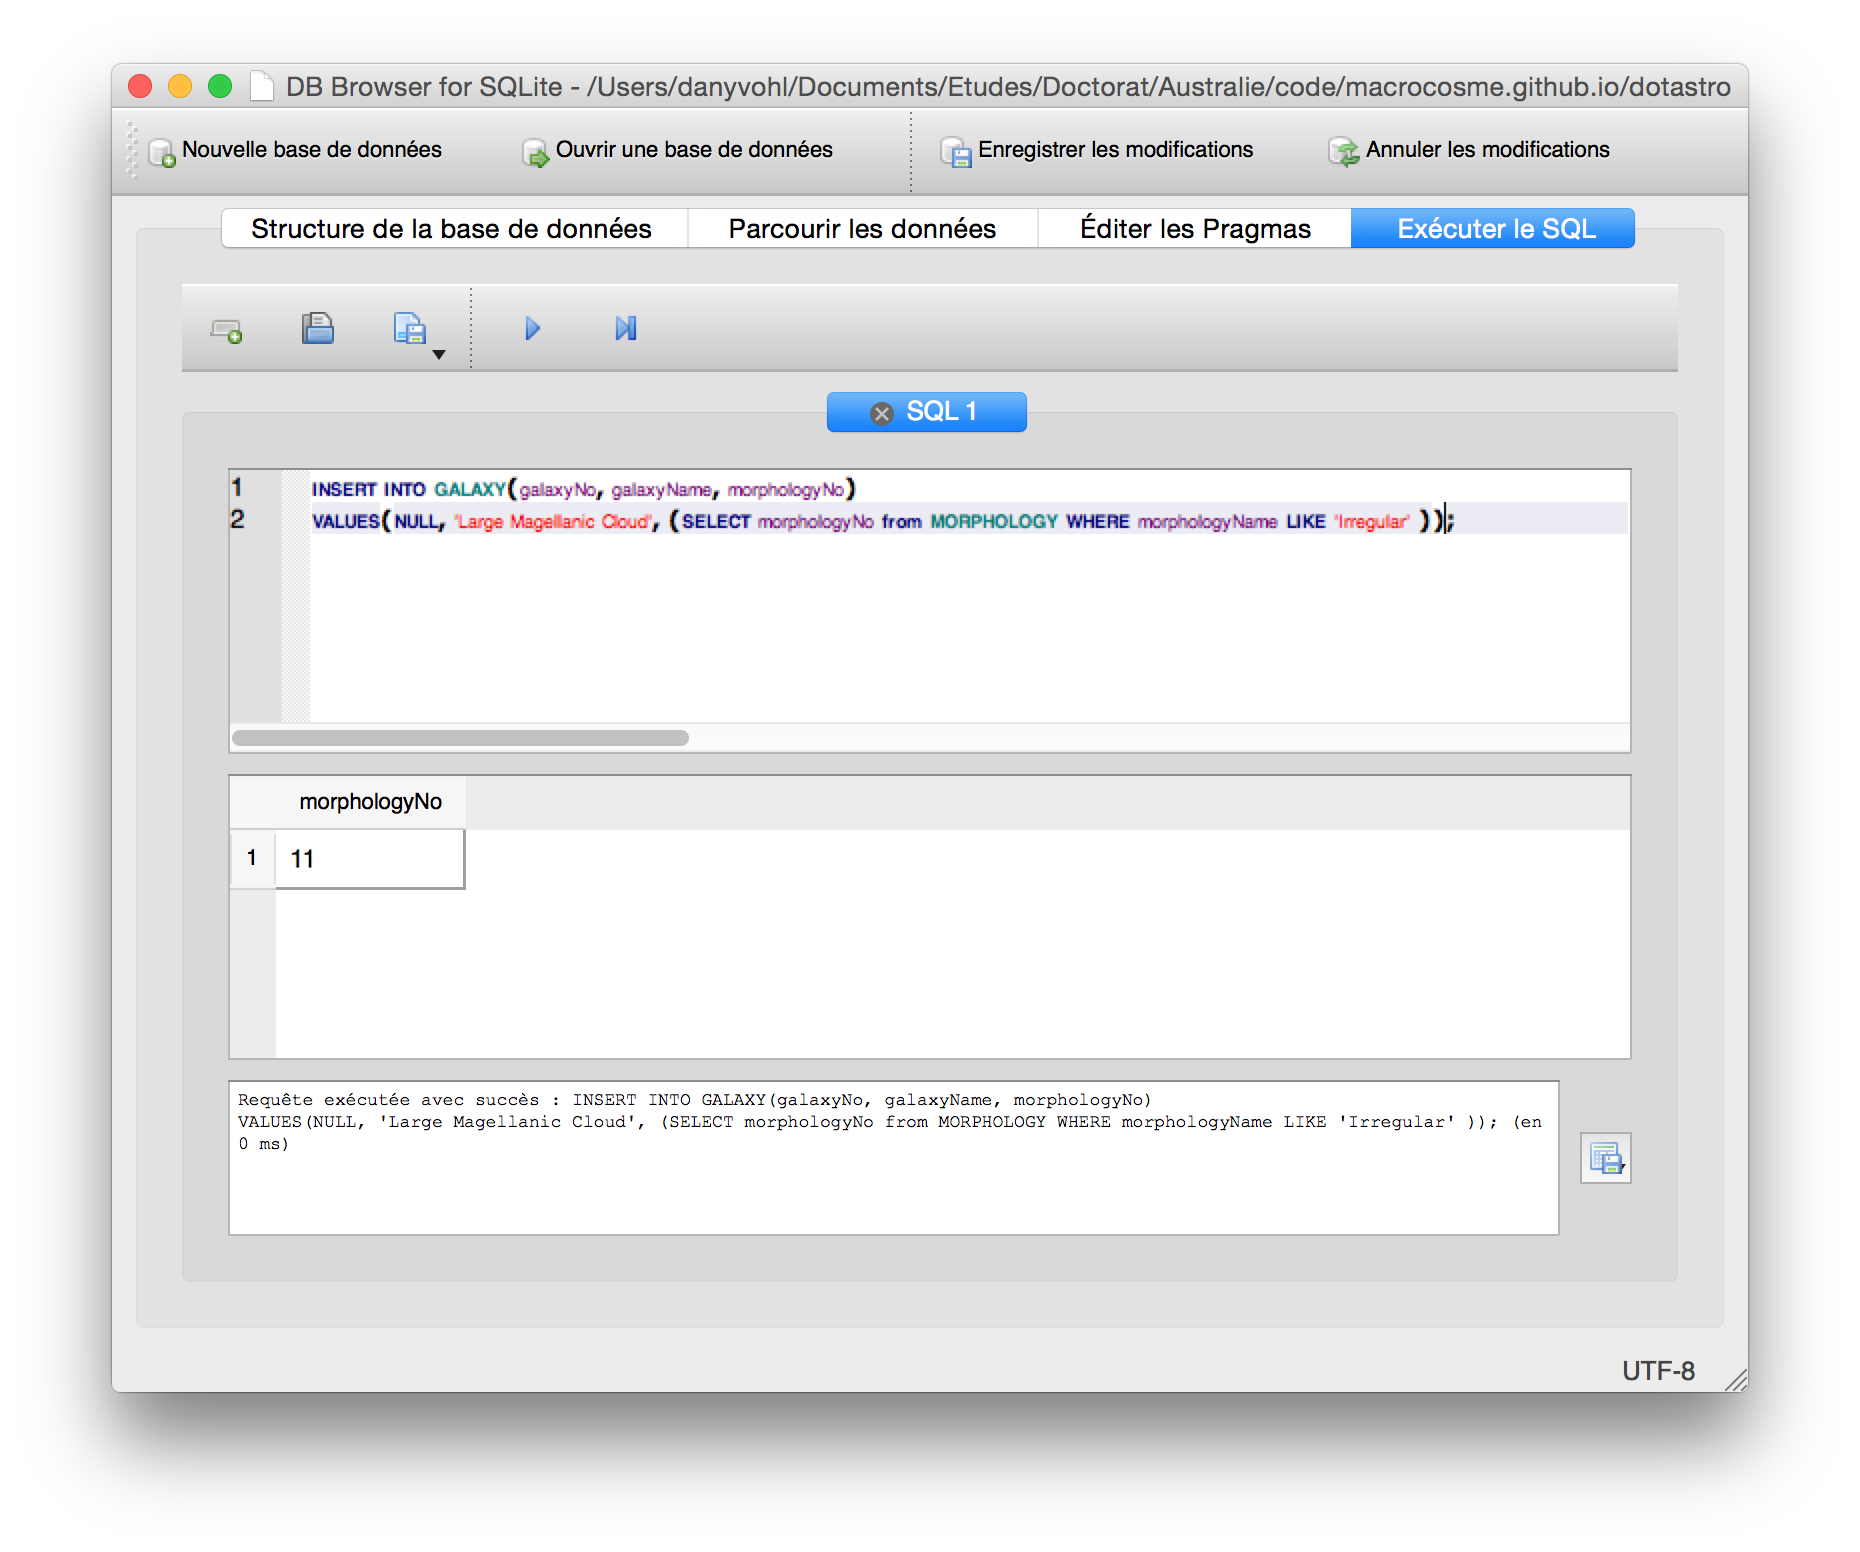 DB Browser for SQLite - /Users/danyvohl/Documents/Etudes/Doctorat/Australie/code/macrocosme.github.io/dotastro
Nouvelle base de données Ouvrir une base de données Enregistrer les modifications Annuler les modifications
Structure de la base de données Parcourir les données Éditer les Pragmas Exécuter le SQL
SQL 1
1 INSERT INTO GALAXY(galaxyNo, galaxyName, morphologyNo)
2 VALUES(NULL, 'Large Magellanic Cloud', (SELECT morphologyNo from MORPHOLOGY WHERE morphologyName LIKE 'Irregular' ));
morphologyNo
1 11
Requête exécutée avec succès : INSERT INTO GALAXY(galaxyNo, galaxyName, morphologyNo)
VALUES(NULL, 'Large Magellanic Cloud', (SELECT morphologyNo from MORPHOLOGY WHERE morphologyName LIKE 'Irregular' )); (en
0 ms)
UTF-8